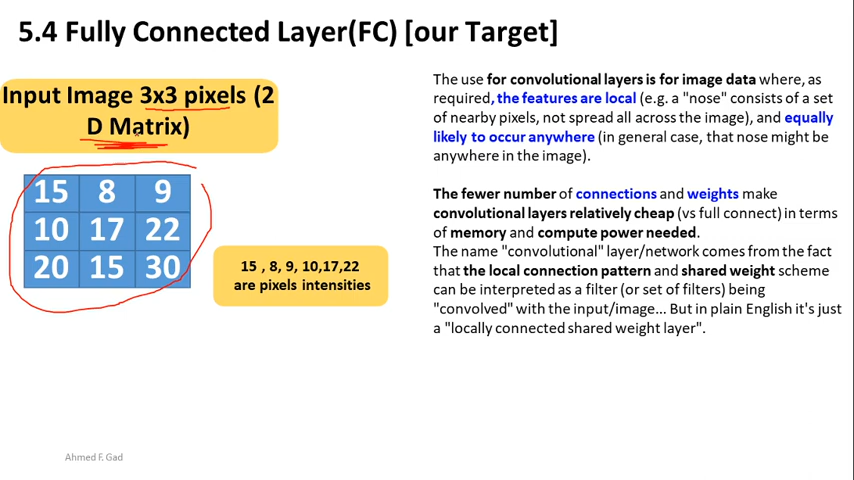 5.4 Fully Connected Layer(FC) [our Target]
Input Image 3x3 pixels (2
D Matrix)
15 8 9
10 17 22
20 15 30
15 , 8, 9, 10,17,22
are pixels intensities
The use for convolutional layers is for image data where, as
required, the features are local (e.g. a "nose" consists of a set
of nearby pixels, not spread all across the image), and equally
likely to occur anywhere (in general case, that nose might be
anywhere in the image).
The fewer number of connections and weights make
convolutional layers relatively cheap (vs full connect) in terms
of memory and compute power needed.
The name "convolutional" layer/network comes from the fact
that the local connection pattern and shared weight scheme
can be interpreted as a filter (or set of filters) being
"convolved" with the input/image... But in plain English it's just
a "locally connected shared weight layer".
Ahmed F. Gad